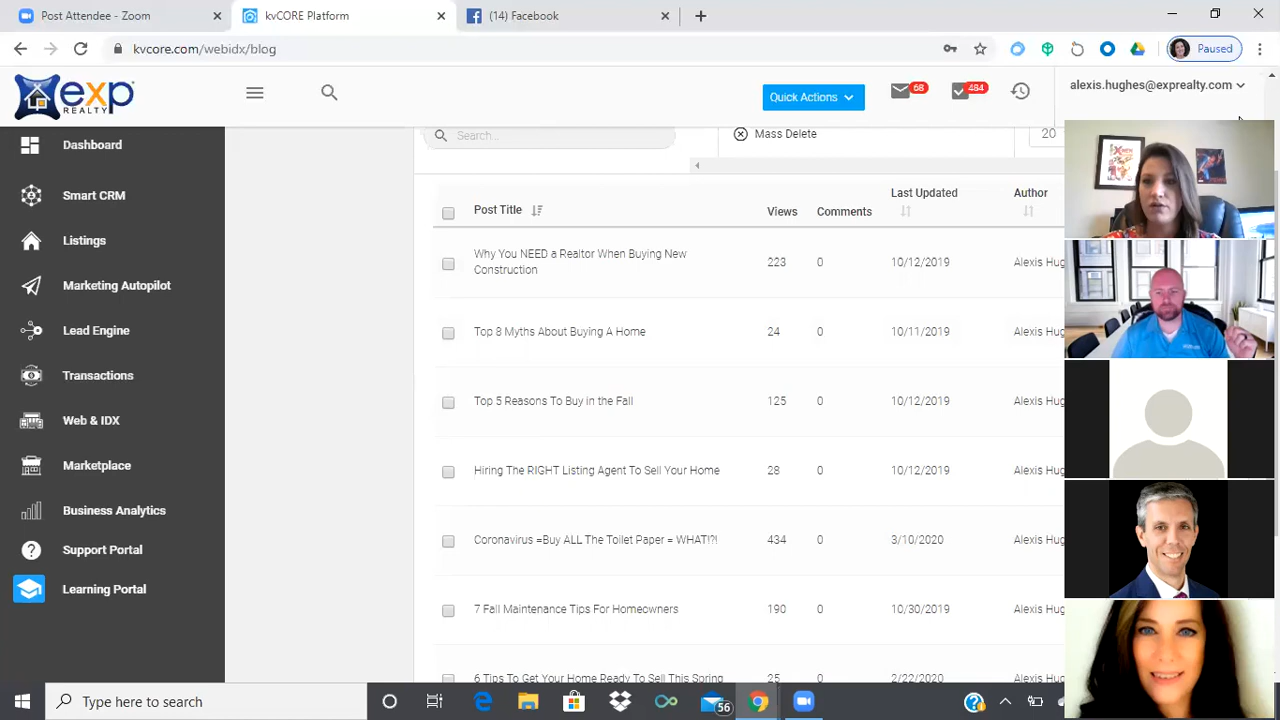 Post Attendee - Zoom
kvCORE Platform
(14) Facebook
kvcore.com/webidx/blog
Paused
exp
REALTY
Quick Actions
68
484
alexis.hughes@exprealty.com
Search...
Mass Delete
20
Dashboard
Smart CRM
Listings
Marketing Autopilot
Lead Engine
Transactions
Web & IDX
Marketplace
Business Analytics
Support Portal
Learning Portal
Post Title Views Comments Last Updated Author
Why You NEED a Realtor When Buying New
Construction
223 0 10/12/2019 Alexis Hug
Top 8 Myths About Buying A Home 24 0 10/11/2019 Alexis Hug
Top 5 Reasons To Buy in the Fall 125 0 10/12/2019 Alexis Hug
Hiring The RIGHT Listing Agent To Sell Your Home 28 0 10/12/2019 Alexis Hug
Coronavirus =Buy ALL The Toilet Paper = WHAT!?! 434 0 3/10/2020 Alexis Hug
7 Fall Maintenance Tips For Homeowners 190 0 10/30/2019 Alexis Hug
6 Tips To Get Your Home Ready To Sell This Spring 25 0 2/22/2020 Alexis Hug
Type here to search
56